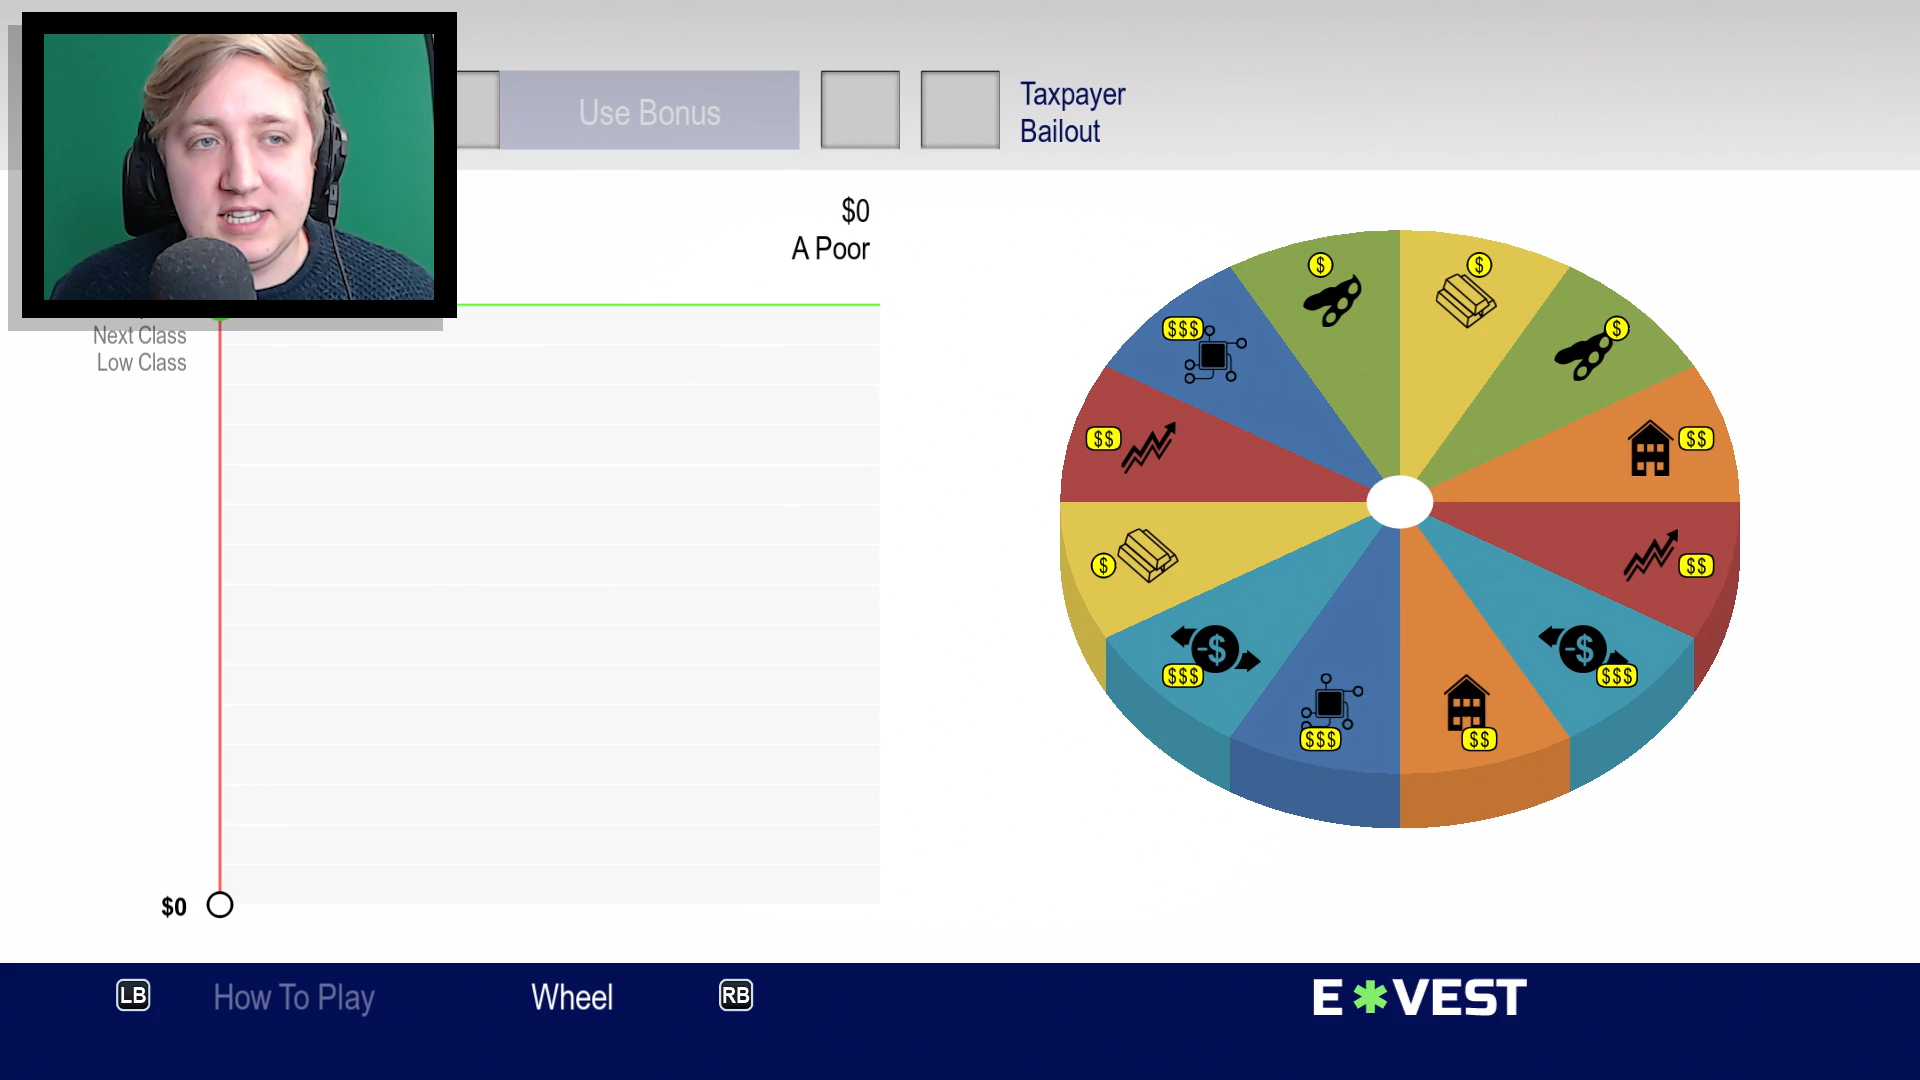 Use Bonus
Taxpayer
Bailout
$0
A Poor
Next Class
Low Class
$
$
$$$
$
$$
$$
$
$$
$$$
$$$
$$$
$$
-$
-$
$0
LB
How To Play
Wheel
RB
E*VEST